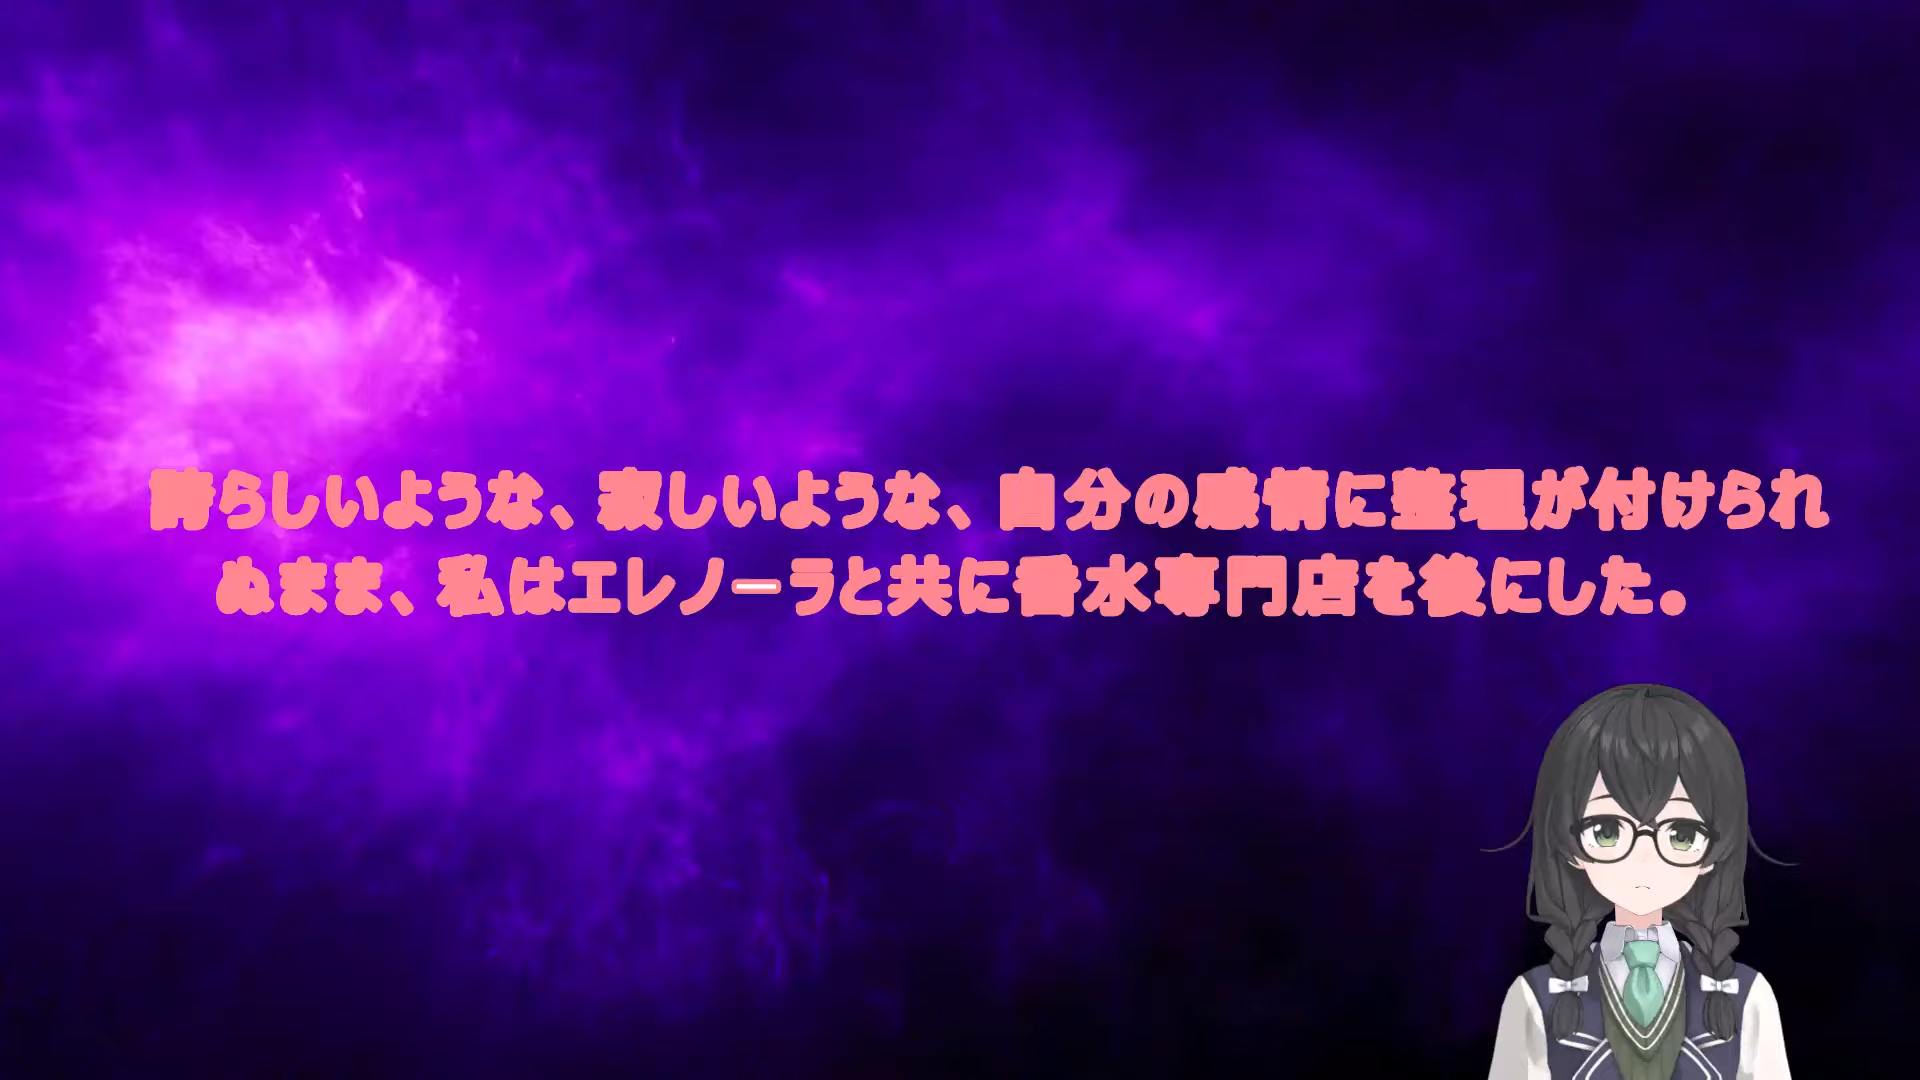 誇らしいような、寂しいような、自分の感情に整理が付けられ
ぬまま、私はエレノーラと共に香水専門店を後にした。